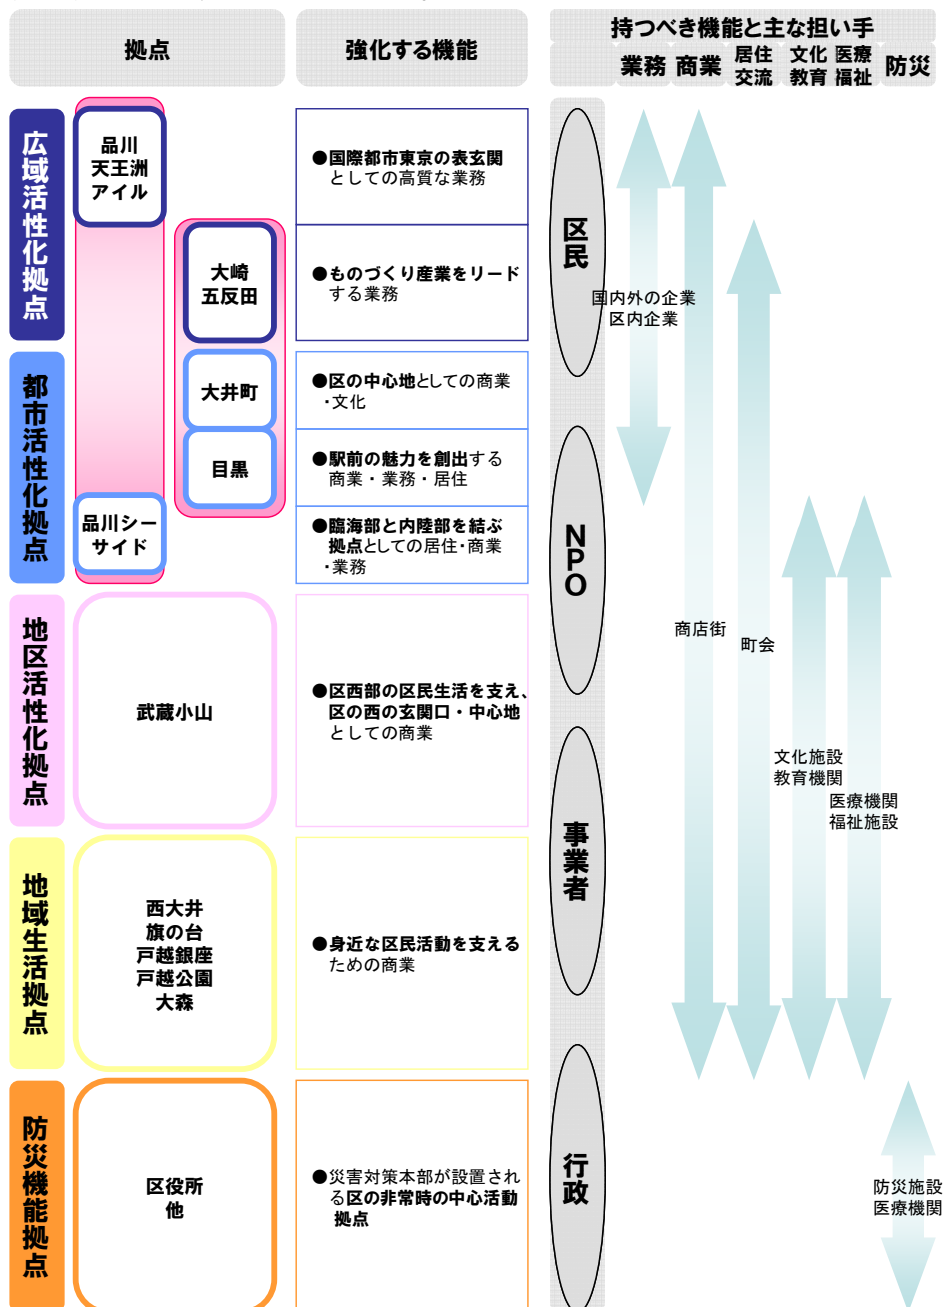 拠点
強化する機能
持つべき機能と主な担い手
業務
商業
居住
交流
文化
教育
医療
福祉
防災
広域活性化拠点
品川
天王洲
アイル
●国際都市東京の表玄関
としての高質な業務
大崎
五反田
●ものづくり産業をリード
する業務
都市活性化拠点
大井町
●区の中心地としての商業
・文化
目黒
●駅前の魅力を創出する
商業・業務・居住
品川シー
サイド
●臨海部と内陸部を結ぶ
拠点としての居住・商業
・業務
地区活性化拠点
武蔵小山
●区西部の区民生活を支え、
区の西の玄関口・中心地
としての商業
地域生活拠点
西大井
旗の台
戸越銀座
戸越公園
大森
●身近な区民活動を支える
ための商業
防災機能拠点
区役所
他
●災害対策本部が設置され
る区の非常時の中心活動
拠点
区民
NPO
事業者
行政
国内外の企業
区内企業
商店街
町会
文化施設
教育機関
医療機関
福祉施設
防災施設
医療機関